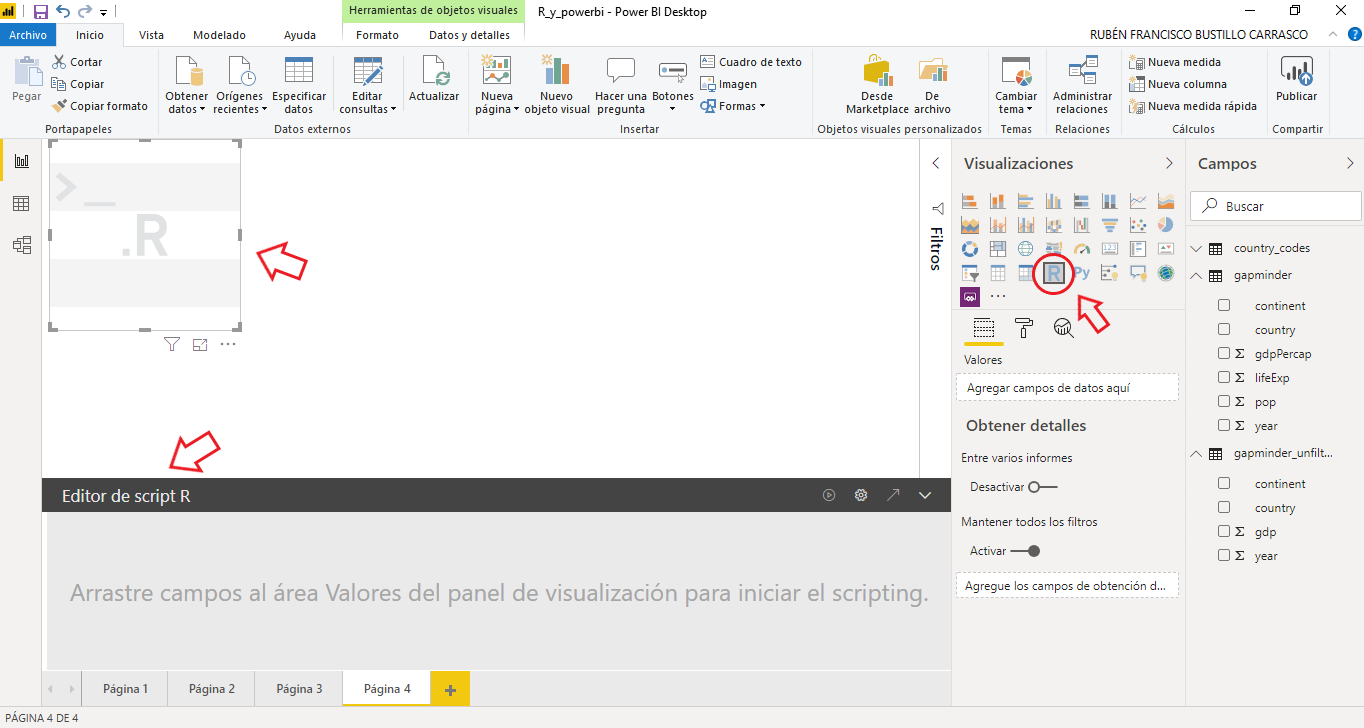 Herramientas de objetos visuales
R_y_powerbi - Power BI Desktop
Archivo
Inicio
Vista
Modelado
Ayuda
Formato
Datos y detalles
RUBÉN FRANCISCO BUSTILLO CARRASCO
?
Pegar
Cortar
Copiar
Copiar formato
Portapapeles
Obtener
datos
Orígenes
recientes
Especificar
datos
Editar
consultas
Datos externos
Actualizar
Nueva
página
Nuevo
objeto visual
Hacer una
pregunta
Botones
Cuadro de texto
Imagen
Formas
Insertar
Desde
Marketplace
De
archivo
Objetos visuales personalizados
Cambiar
tema
Temas
Administrar
relaciones
Relaciones
Nueva medida
Nueva columna
Nueva medida rápida
Cálculos
Publicar
Compartir
>_
.R
Filtros
Visualizaciones
123
R
Py
...
Valores
Agregar campos de datos aquí
Obtener detalles
Entre varios informes
Desactivar
Mantener todos los filtros
Activar
Agregue los campos de obtención d...
Campos
Buscar
country_codes
gapminder
continent
country
Σ gdpPercap
Σ lifeExp
Σ pop
Σ year
gapminder_unfilt...
continent
country
Σ gdp
Σ year
Editor de script R
Arrastre campos al área Valores del panel de visualización para iniciar el scripting.
Página 1
Página 2
Página 3
Página 4
+
PÁGINA 4 DE 4